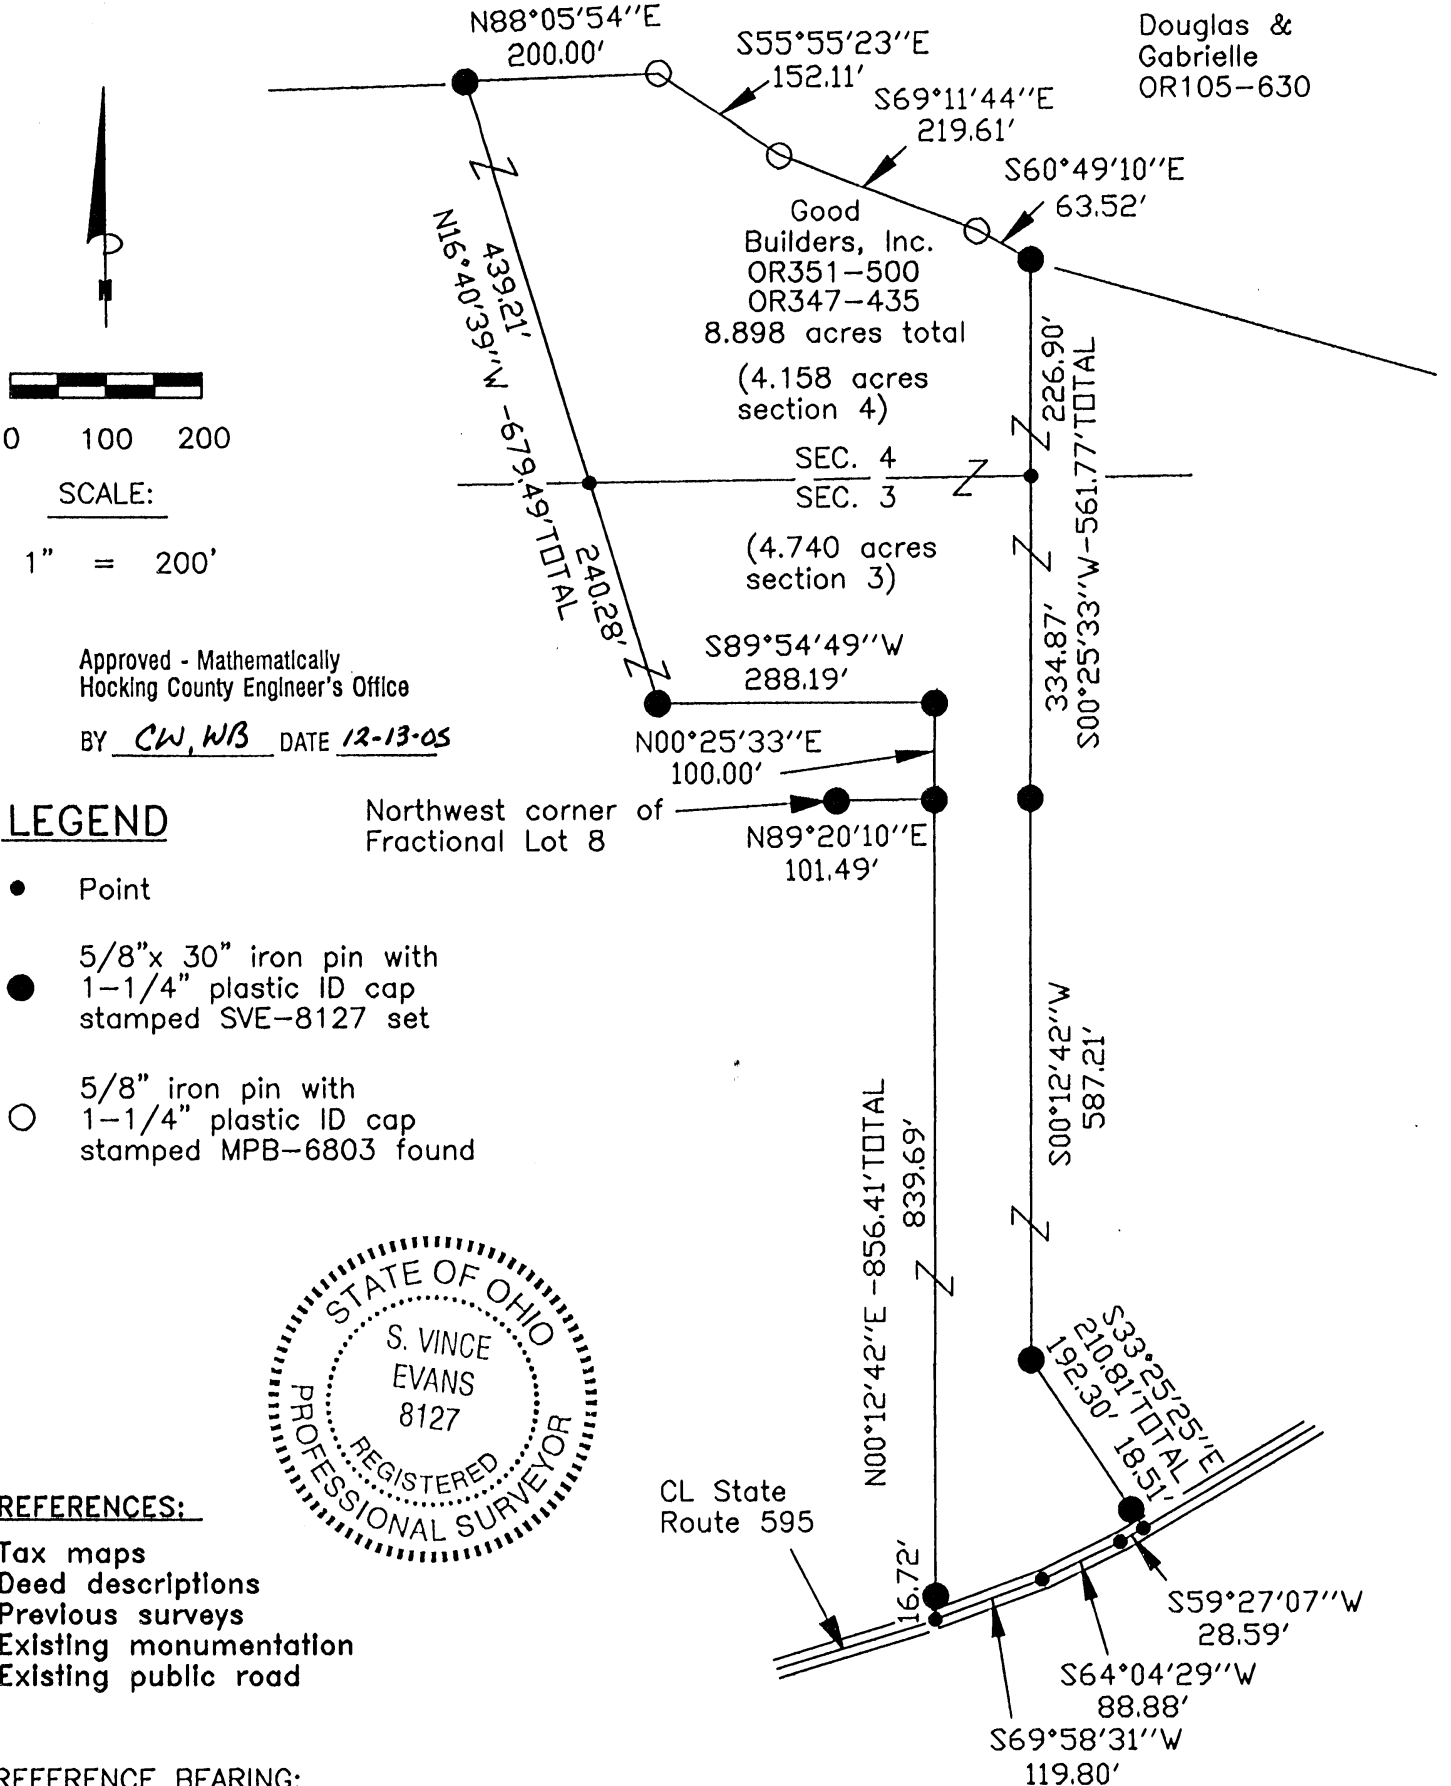 N88°05'54''E
200.00'
S55°55'23''E
152.11'
Douglas &
Gabrielle
OR105-630
S69°11'44''E
219.61'
S60°49'10''E
63.52'
N
Good
Builders, Inc.
OR351-500
OR347-435
8.898 acres total
(4.158 acres
section 4)
439.21'
N16°40'39''W -679.49'TOTAL
240.28'
226.90'
S00°25'33''W-561.77'TOTAL
334.87'
0 100 200
SCALE:
1" = 200'
SEC. 4
SEC. 3
(4.740 acres
section 3)
Approved - Mathematically
Hocking County Engineer's Office
BY CW, WB DATE 12-13-05
S89°54'49''W
288.19'
N00°25'33''E
100.00'
Northwest corner of
Fractional Lot 8
N89°20'10''E
101.49'
LEGEND
Point
5/8"x 30" iron pin with
1-1/4" plastic ID cap
stamped SVE-8127 set
5/8" iron pin with
1-1/4" plastic ID cap
stamped MPB-6803 found
N00°12'42''E -856.41'TOTAL
839.69'
16.72'
S00°12'42''W
587.21'
S33°25'25''E
210.81'TOTAL
192.30' 18.51'
STATE OF OHIO
S. VINCE
EVANS
8127
REGISTERED
PROFESSIONAL SURVEYOR
CL State
Route 595
S59°27'07''W
28.59'
S64°04'29''W
88.88'
S69°58'31''W
119.80'
REFERENCES:
Tax maps
Deed descriptions
Previous surveys
Existing monumentation
Existing public road
REFERENCE BEARING: